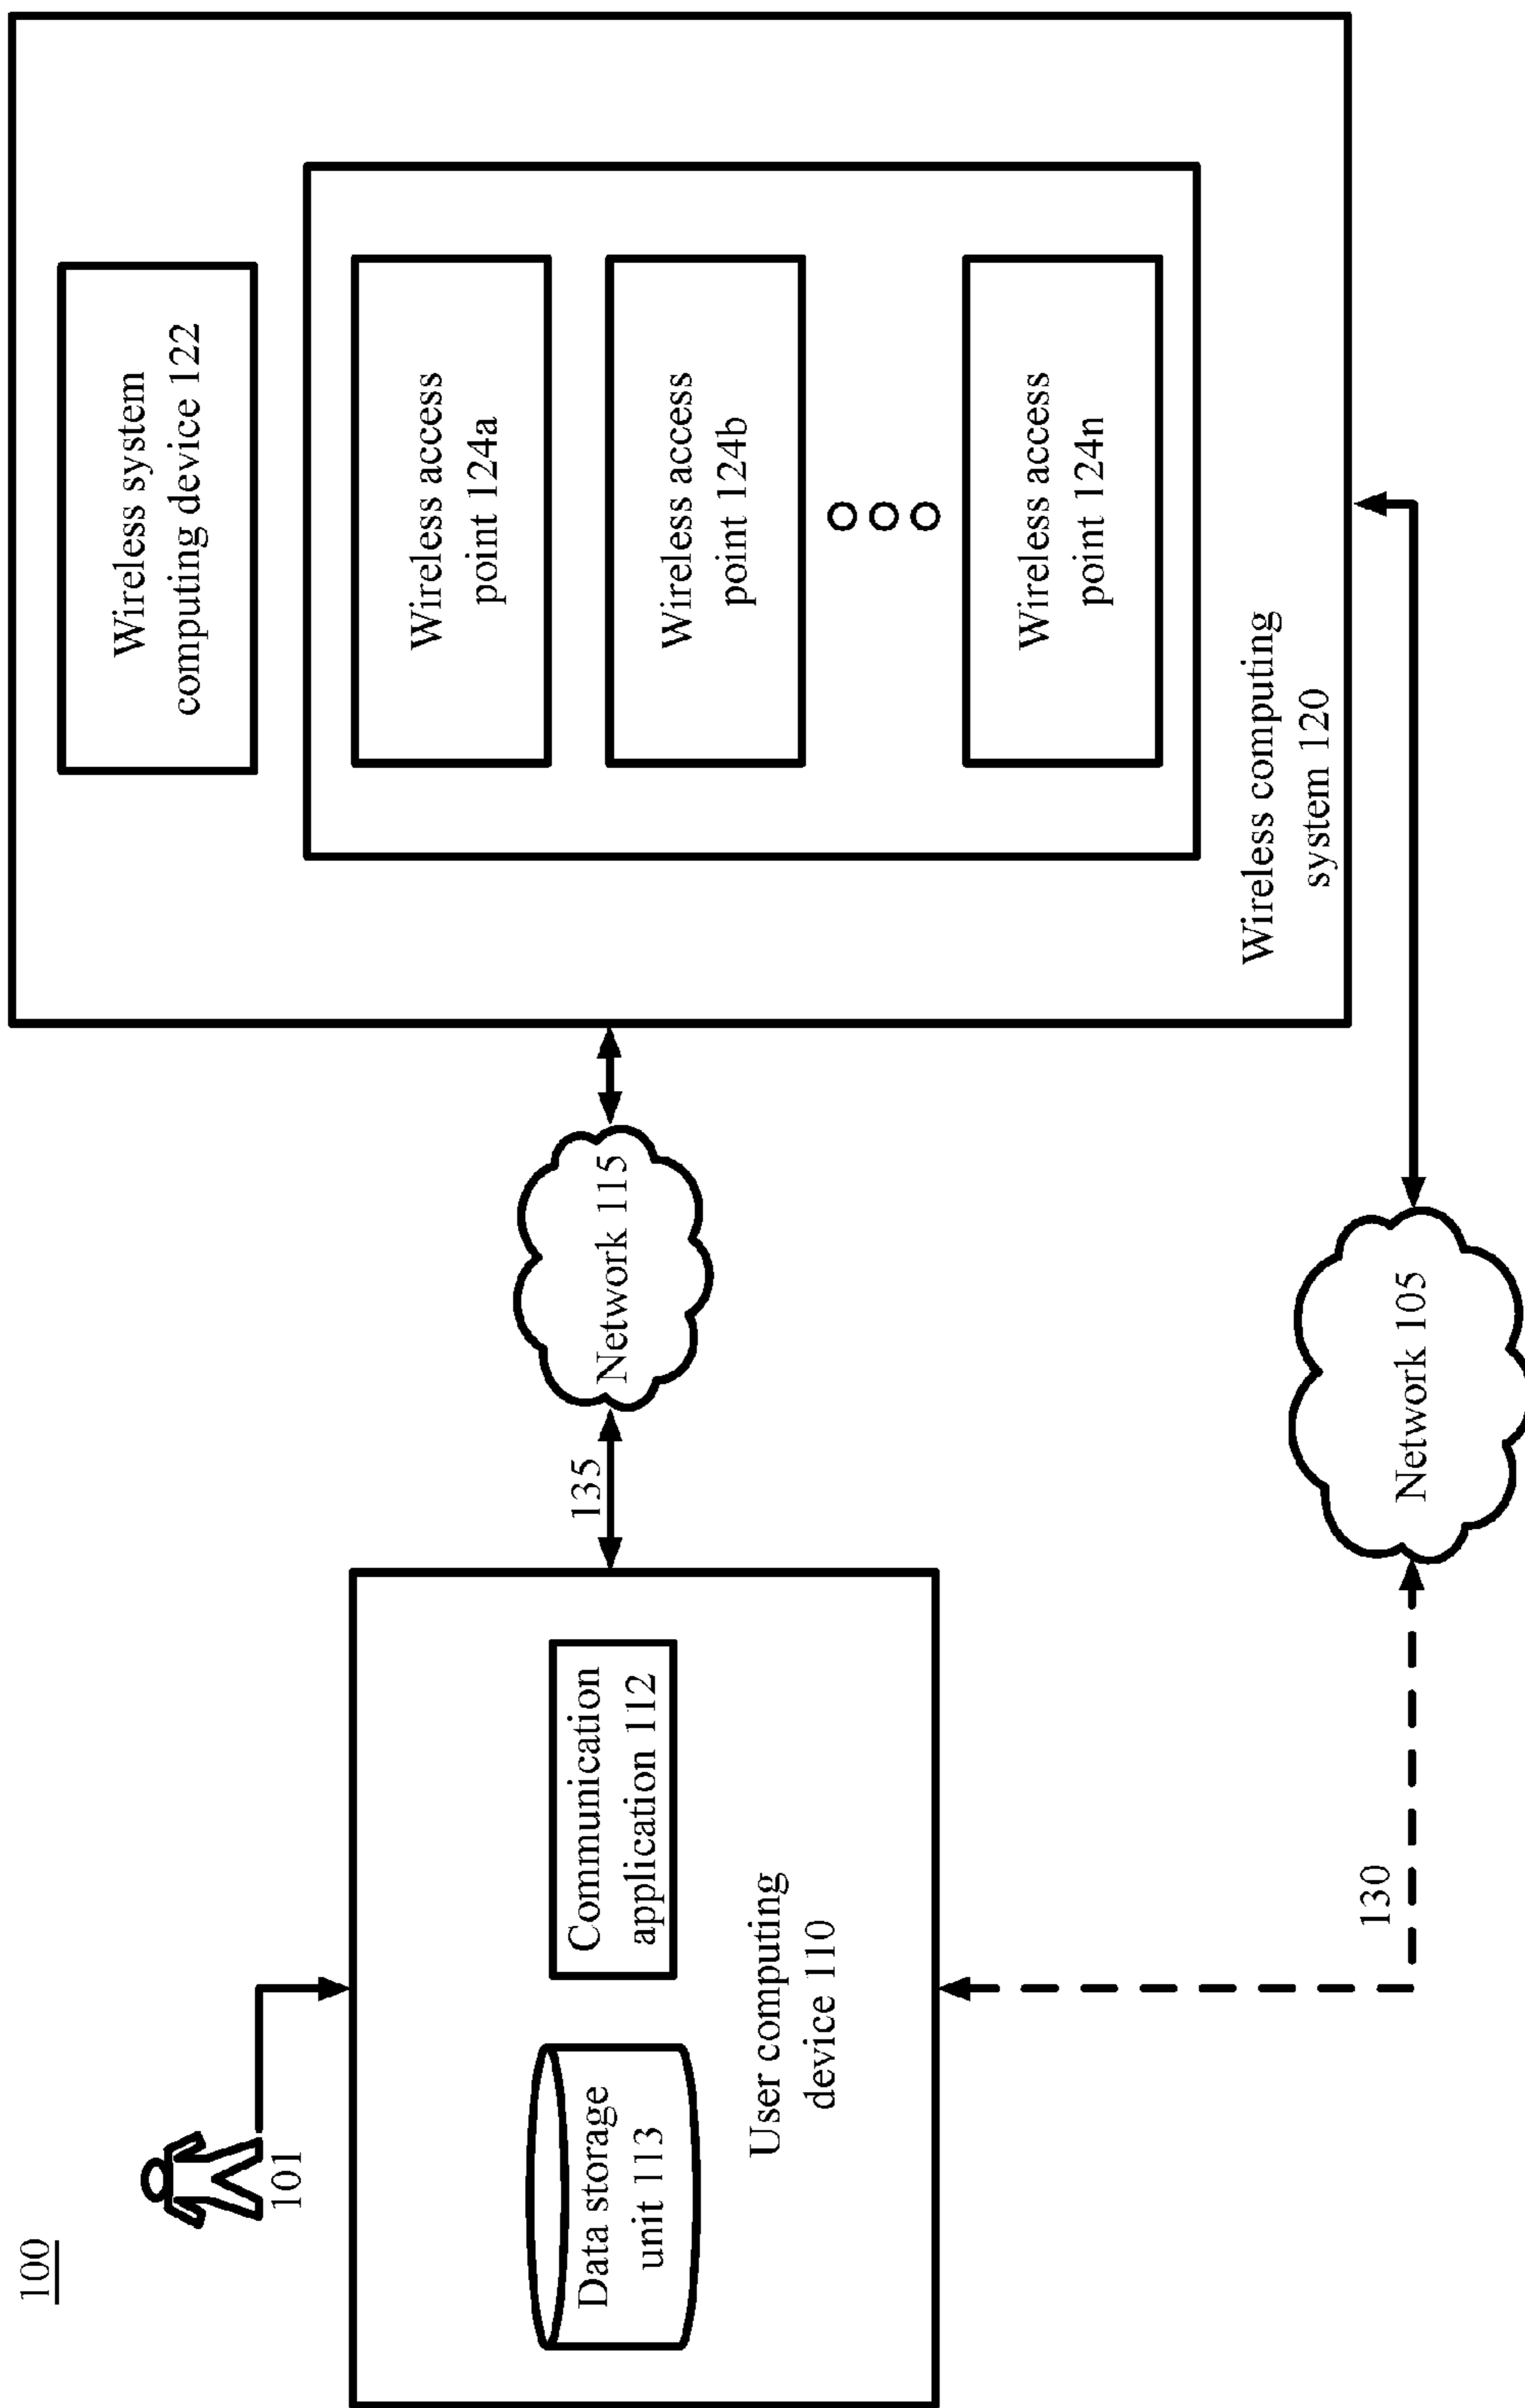 100
101
Data storage
unit 113
Communication
application 112
User computing
device 110
135
Network 115
130
Network 105
Wireless system
computing device 122
Wireless access
point 124a
Wireless access
point 124b
Wireless access
point 124n
Wireless computing
system 120